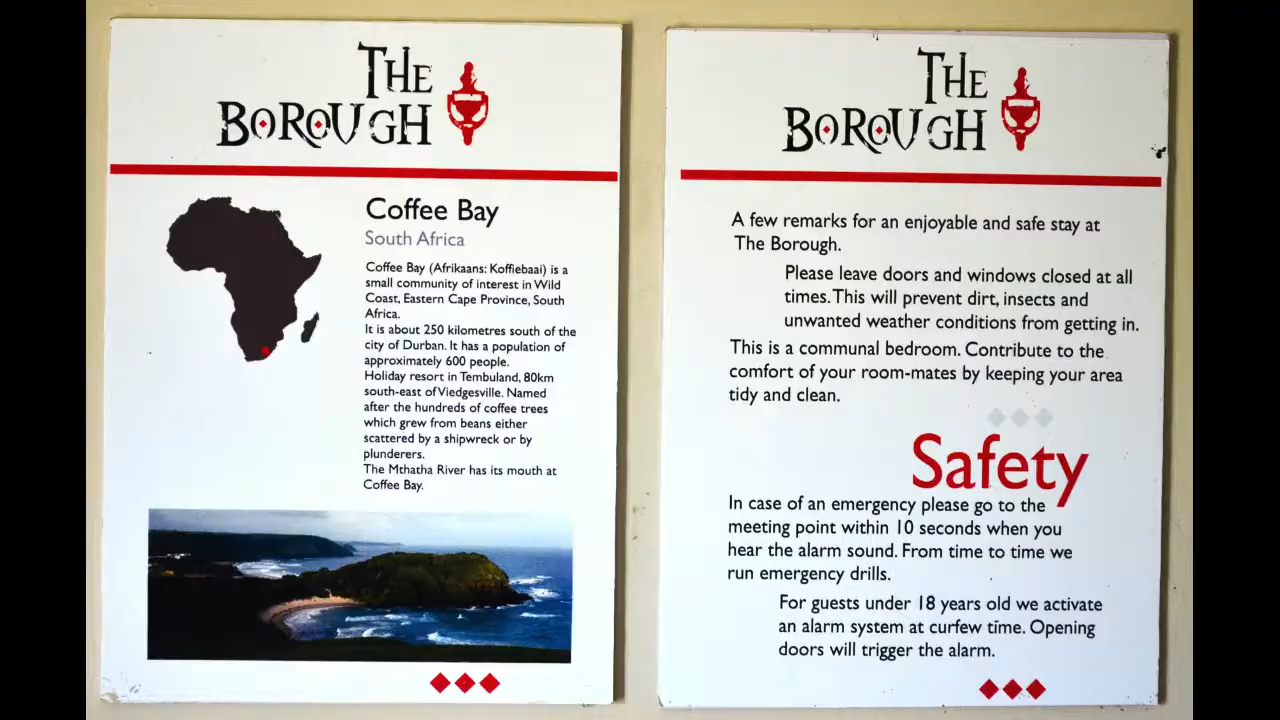 THE
BOROUGH
Coffee Bay
South Africa
Coffee Bay (Afrikaans: Koffiebaai) is a
small community of interest in Wild
Coast, Eastern Cape Province, South
Africa.
It is about 250 kilometres south of the
city of Durban. It has a population of
approximately 600 people.
Holiday resort in Tembuland, 80km
south-east of Viedgesville. Named
after the hundreds of coffee trees
which grew from beans either
scattered by a shipwreck or by
plunderers.
The Mthatha River has its mouth at
Coffee Bay.
THE
BOROUGH
A few remarks for an enjoyable and safe stay at
The Borough.
Please leave doors and windows closed at all
times. This will prevent dirt, insects and
unwanted weather conditions from getting in.
This is a communal bedroom. Contribute to the
comfort of your room-mates by keeping your area
tidy and clean.
Safety
In case of an emergency please go to the
meeting point within 10 seconds when you
hear the alarm sound. From time to time we
run emergency drills.
For guests under 18 years old we activate
an alarm system at curfew time. Opening
doors will trigger the alarm.